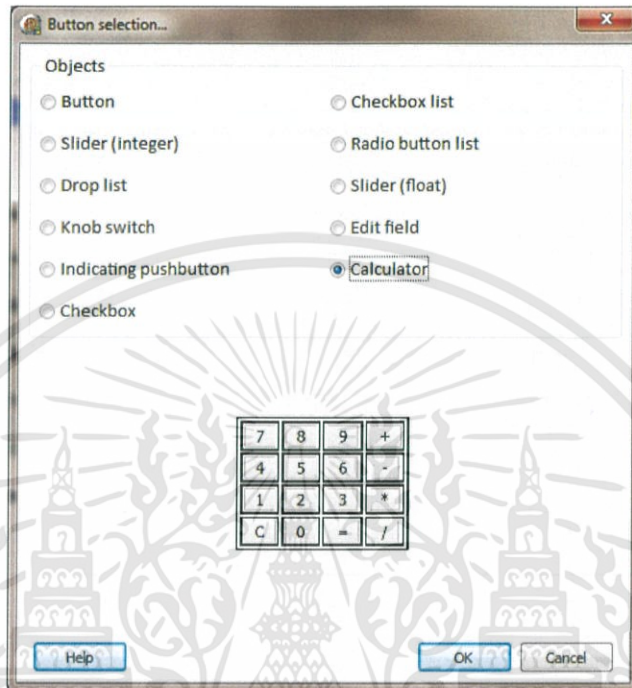 Button selection...
Objects
Button
Checkbox list
Slider (integer)
Radio button list
Drop list
Slider (float)
Knob switch
Edit field
Indicating pushbutton
Calculator
Checkbox
7 8 9 +
4 5 6 -
1 2 3 *
C 0 = /
Help
OK
Cancel